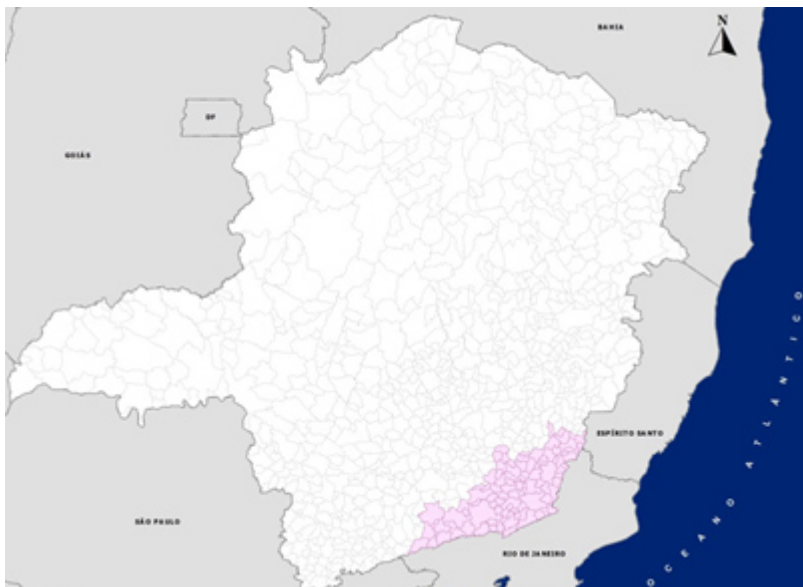 BAHIA
N
DF
GOIÁS
ESPÍRITO SANTO
SÃO PAULO
RIO DE JANEIRO
OCEANO ATLÂNTICO